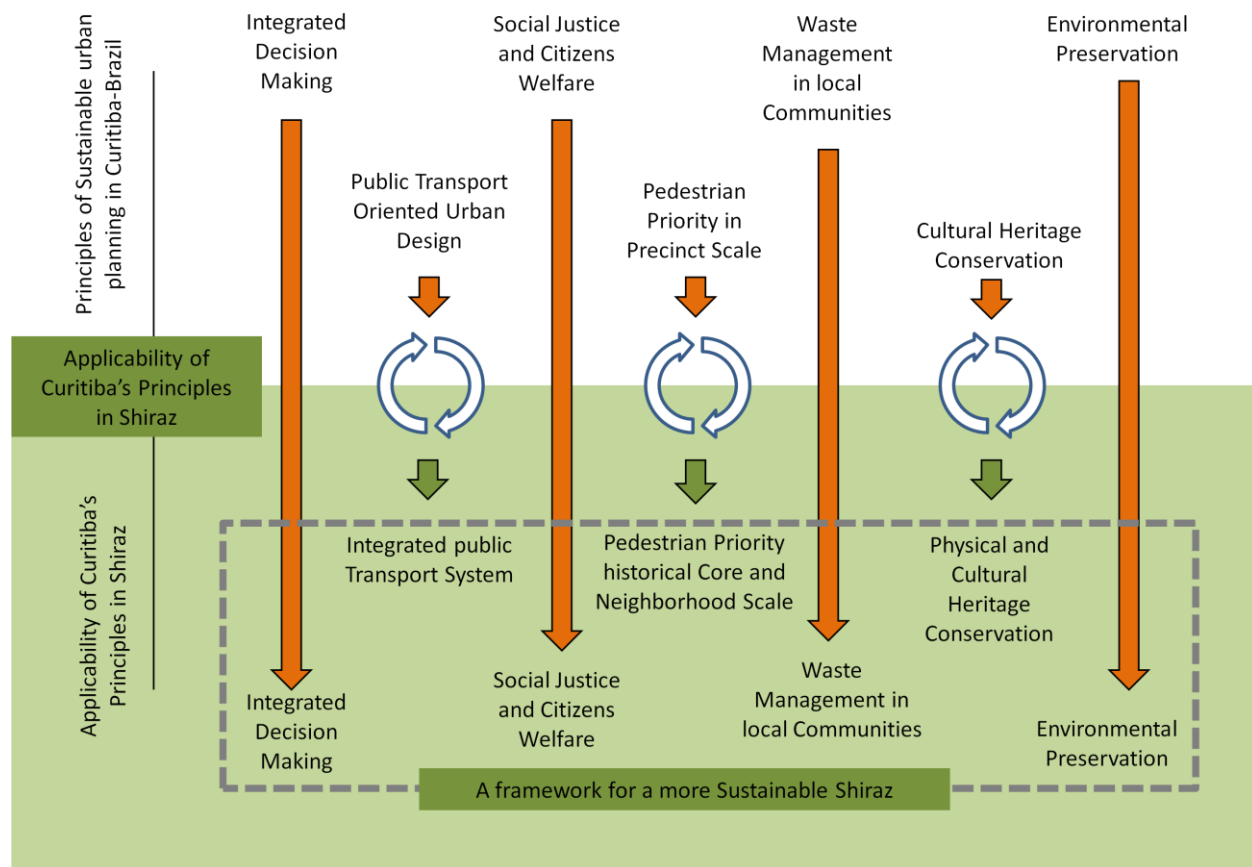 Integrated
Decision
Making
Social Justice
and Citizens
Welfare
Waste
Management
in local
Communities
Environmental
Preservation
Principles of Sustainable urban
planning in Curitiba-Brazil
Public Transport
Oriented Urban
Design
Pedestrian
Priority in
Precinct Scale
Cultural Heritage
Conservation
Applicability of
Curitiba’s Principles
in Shiraz
Applicability of Curitiba’s
Principles in Shiraz
Integrated public
Transport System
Pedestrian Priority
historical Core and
Neighborhood Scale
Physical and
Cultural
Heritage
Conservation
Integrated
Decision
Making
Social Justice
and Citizens
Welfare
Waste
Management in
local Communities
Environmental
Preservation
A framework for a more Sustainable Shiraz